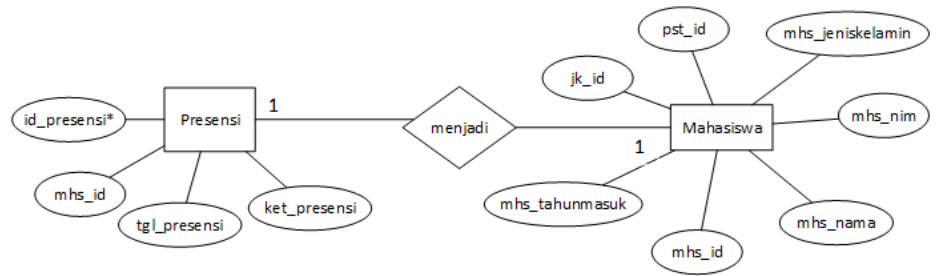 pst_id
mhs_jeniskelamin
jk_id
id_presensi*
Presensi
1
menjadi
Mahasiswa
mhs_nim
1
mhs_id
tgl_presensi
ket_presensi
mhs_tahunmasuk
mhs_id
mhs_nama